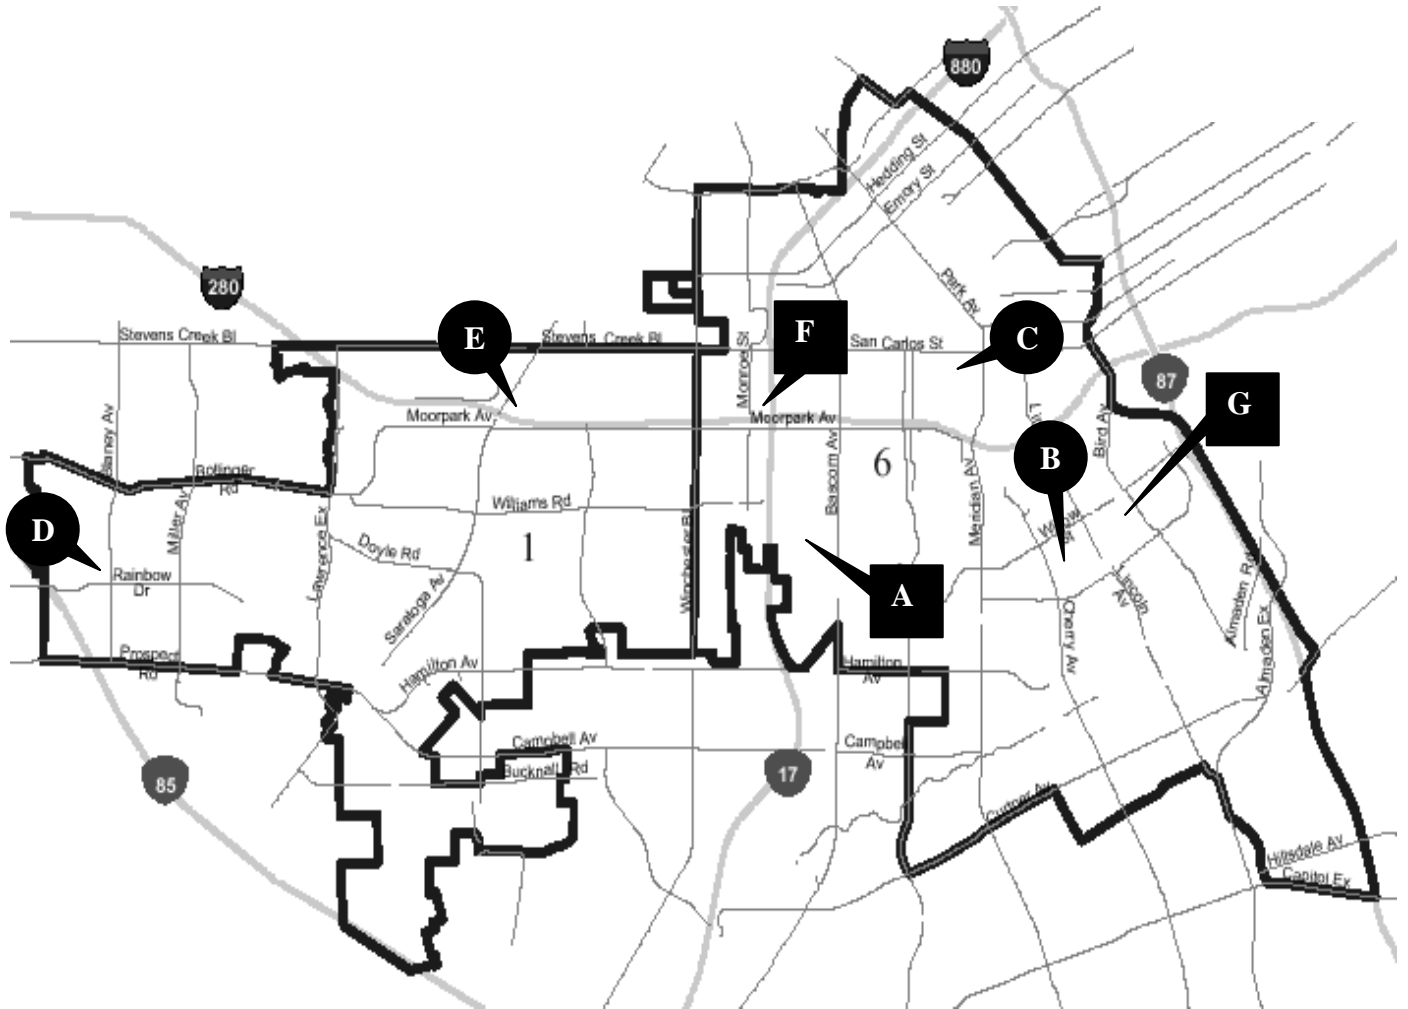 880
Hedding St
Emory St
280
Park Av
Stevens Creek Bl
E
Stevens Creek Bl
F
San Carlos St
C
Monroe St
87
G
Moorpark Av
Moorpark Av
Bird Av
Blaney Av
Bascom Av
6
B
Bollinger
Rd
Meridian Av
Williams Rd
Miller Av
Lawrence Ex
Winchester Bl
Willow
D
Doyle Rd
1
Rainbow
Dr
Saratoga Av
A
Lincoln
Av
Cherry Av
Almaden Rd
Almaden Ex
Prospect
Rd
Hamilton Av
Hamilton
Av
Campbell Av
Campbell
Av
Bucknall Rd
85
17
Curtner Av
Hillsdale Av
Capitol Ex